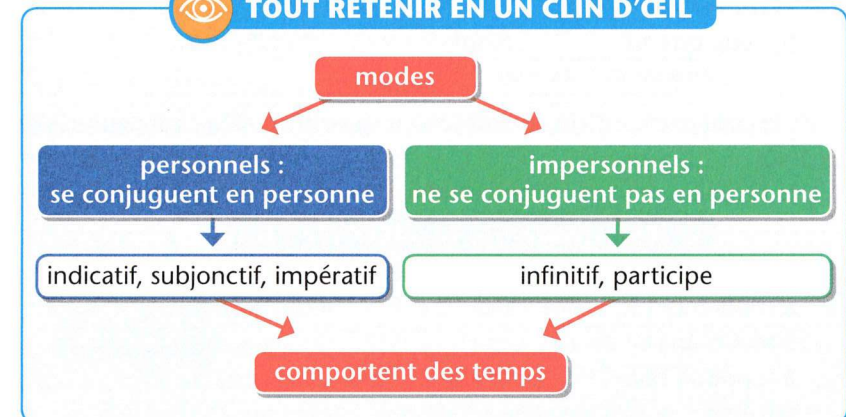 TOUT RETENIR EN UN CLIN D'ŒIL
modes
personnels :
se conjuguent en personne
impersonnels :
ne se conjuguent pas en personne
indicatif, subjonctif, impératif
infinitif, participe
comportent des temps